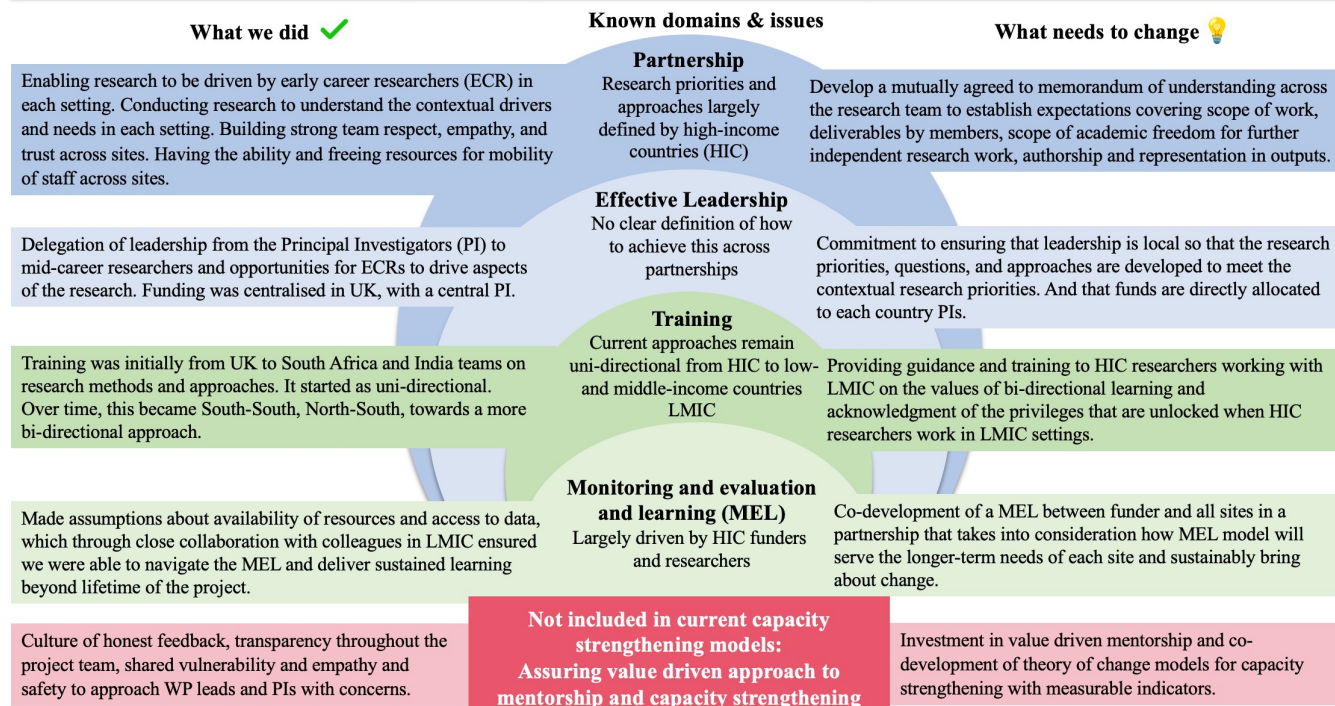 What we did
Known domains & issues
What needs to change
Enabling research to be driven by early career researchers (ECR) in
each setting. Conducting research to understand the contextual drivers
and needs in each setting. Building strong team respect, empathy, and
trust across sites. Having the ability and freeing resources for mobility
of staff across sites.
Partnership
Research priorities and
approaches largely
defined by high-income
countries (HIC)
Develop a mutually agreed to memorandum of understanding across
the research team to establish expectations covering scope of work,
deliverables by members, scope of academic freedom for further
independent research work, authorship and representation in outputs.
Delegation of leadership from the Principal Investigators (PI) to
mid-career researchers and opportunities for ECRs to drive aspects
of the research. Funding was centralised in UK, with a central PI.
Effective Leadership
No clear definition of how
to achieve this across
partnerships
Commitment to ensuring that leadership is local so that the research
priorities, questions, and approaches are developed to meet the
contextual research priorities. And that funds are directly allocated
to each country PIs.
Training was initially from UK to South Africa and India teams on
research methods and approaches. It started as uni-directional.
Over time, this became South-South, North-South, towards a more
bi-directional approach.
Training
Current approaches remain
uni-directional from HIC to low-
and middle-income countries
LMIC
Providing guidance and training to HIC researchers working with
LMIC on the values of bi-directional learning and
acknowledgment of the privileges that are unlocked when HIC
researchers work in LMIC settings.
Made assumptions about availability of resources and access to data,
which through close collaboration with colleagues in LMIC ensured
we were able to navigate the MEL and deliver sustained learning
beyond lifetime of the project.
Monitoring and evaluation
and learning (MEL)
Largely driven by HIC funders
and researchers
Co-development of a MEL between funder and all sites in a
partnership that takes into consideration how MEL model will
serve the longer-term needs of each site and sustainably bring
about change.
Culture of honest feedback, transparency throughout the
project team, shared vulnerability and empathy and
safety to approach WP leads and PIs with concerns.
Not included in current capacity
strengthening models:
Assuring value driven approach to
mentorship and capacity strengthening
Investment in value driven mentorship and co-
development of theory of change models for capacity
strengthening with measurable indicators.